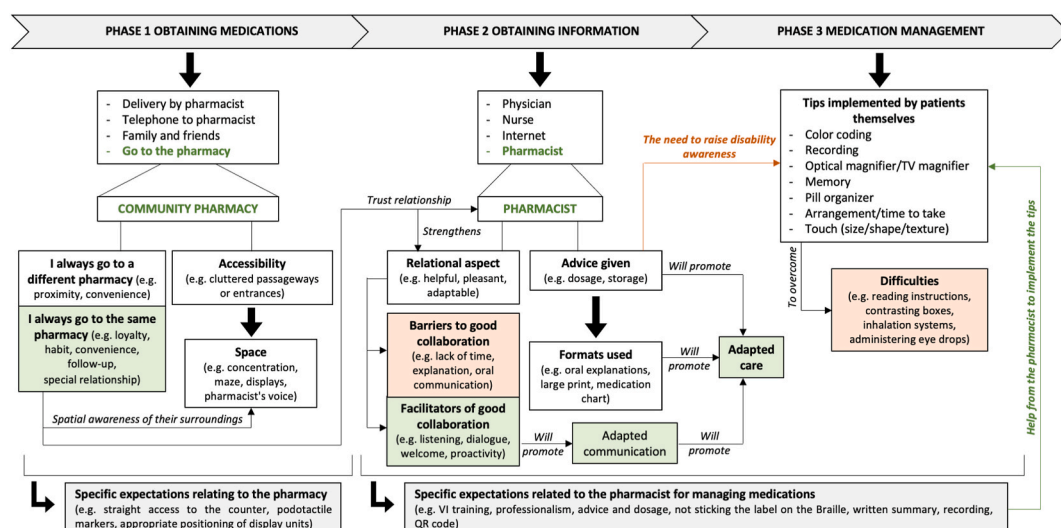 PHASE 1 OBTAINING MEDICATIONS
PHASE 2 OBTAINING INFORMATION
PHASE 3 MEDICATION MANAGEMENT
- Delivery by pharmacist
- Telephone to pharmacist
- Family and friends
- Go to the pharmacy
COMMUNITY PHARMACY
I always go to a
different pharmacy (e.g.
proximity, convenience)
I always go to the same
pharmacy (e.g. loyalty,
habit, convenience,
follow-up,
special relationship)
Accessibility
(e.g. cluttered passageways
or entrances)
Space
(e.g. concentration,
maze, displays,
pharmacist's voice)
Spatial awareness of their surroundings
Specific expectations relating to the pharmacy
(e.g. straight access to the counter, podotactile
markers, appropriate positioning of display units)
- Physician
- Nurse
- Internet
- Pharmacist
Trust relationship
PHARMACIST
Strengthens
Relational aspect
(e.g. helpful, pleasant,
adaptable)
Barriers to good
collaboration
(e.g. lack of time,
explanation, oral
communication)
Facilitators of good
collaboration
(e.g. listening, dialogue,
welcome, proactivity)
Advice given
(e.g. dosage, storage)
Formats used
(e.g. oral explanations,
large print, medication
chart)
Will
promote
Adapted
communication
Will
promote
Will promote
Will
promote
Adapted
care
The need to raise disability
awareness
Tips implemented by patients
themselves
- Color coding
- Recording
- Optical magnifier/TV magnifier
- Memory
- Pill organizer
- Arrangement/time to take
- Touch (size/shape/texture)
To overcome
Difficulties
(e.g. reading instructions,
contrasting boxes,
inhalation systems,
administering eye drops)
Help from the pharmacist to implement the tips
Specific expectations related to the pharmacist for managing medications
(e.g. VI training, professionalism, advice and dosage, not sticking the label on the Braille, written summary, recording,
QR code)